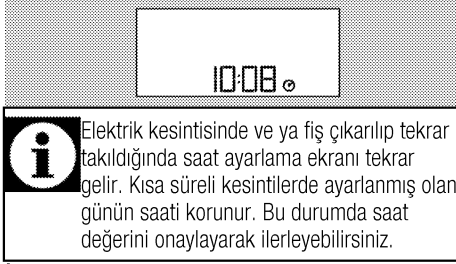 10:08
Elektrik kesintisinde ve ya fiş çıkarılıp tekrar
takıldığında saat ayarlama ekranı tekrar
gelir. Kısa süreli kesintilerde ayarlanmış olan
günün saati korunur. Bu durumda saat
değerini onaylayarak ilerleyebilirsiniz.